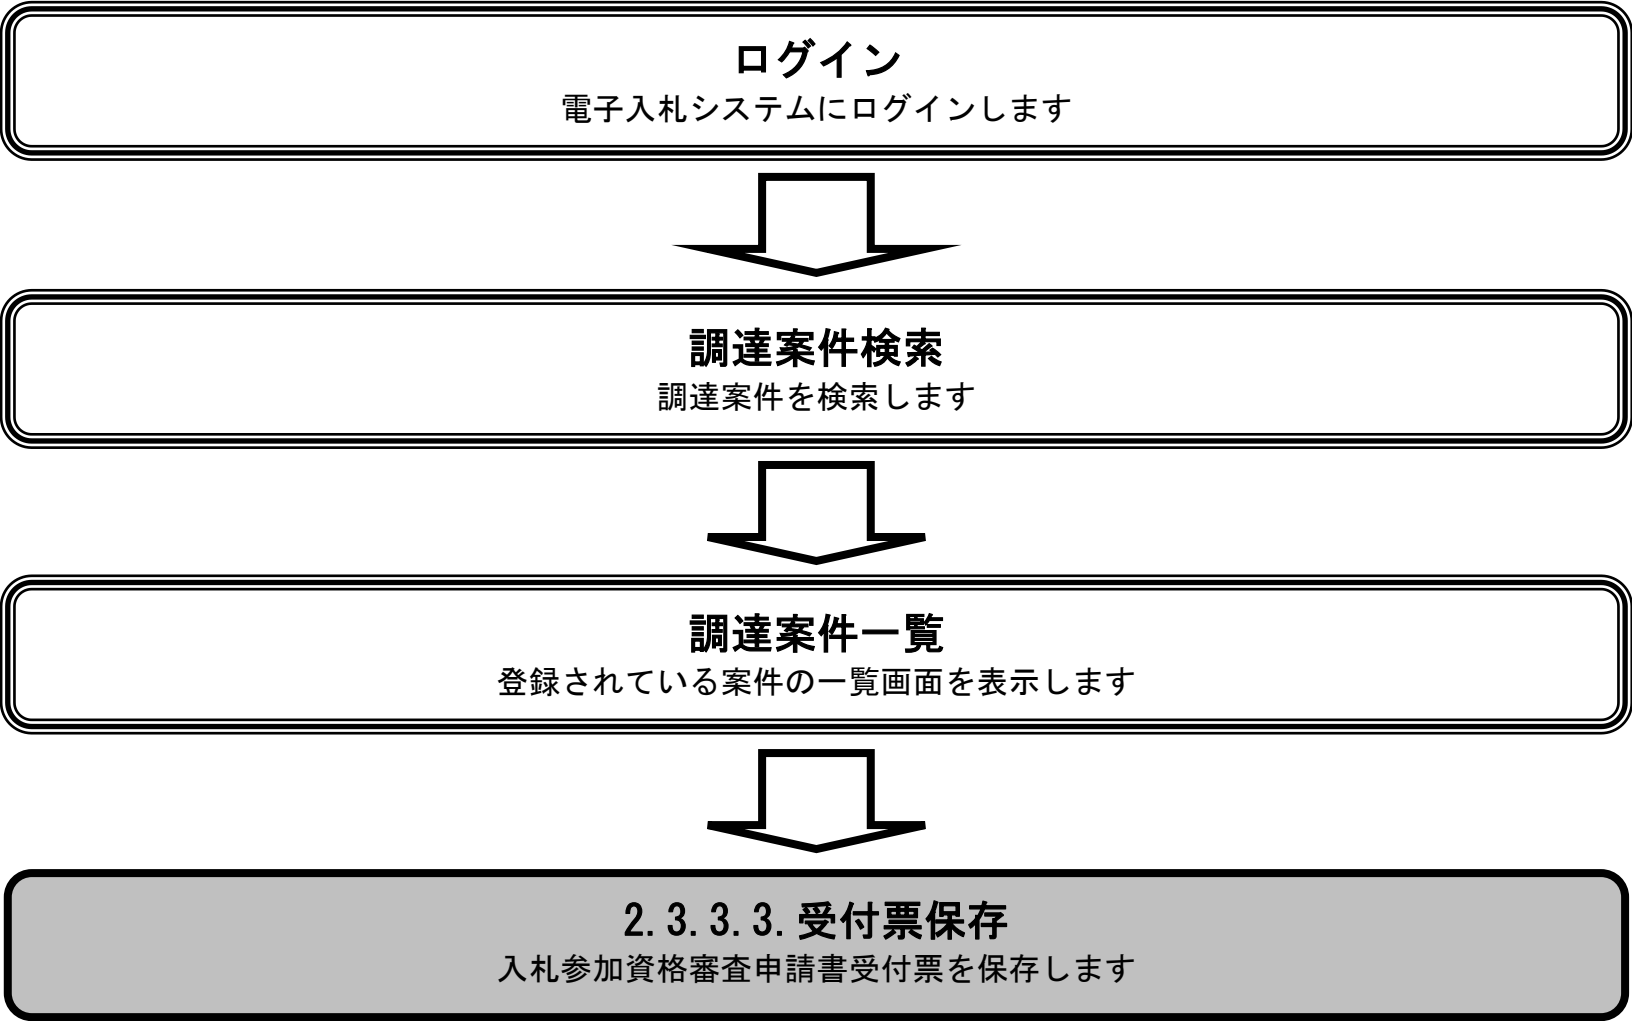 ログイン
電子入札システムにログインします
調達案件検索
調達案件を検索します
調達案件一覧
登録されている案件の一覧画面を表示します
2.3.3.3.受付票保存
入札参加資格審査申請書受付票を保存します